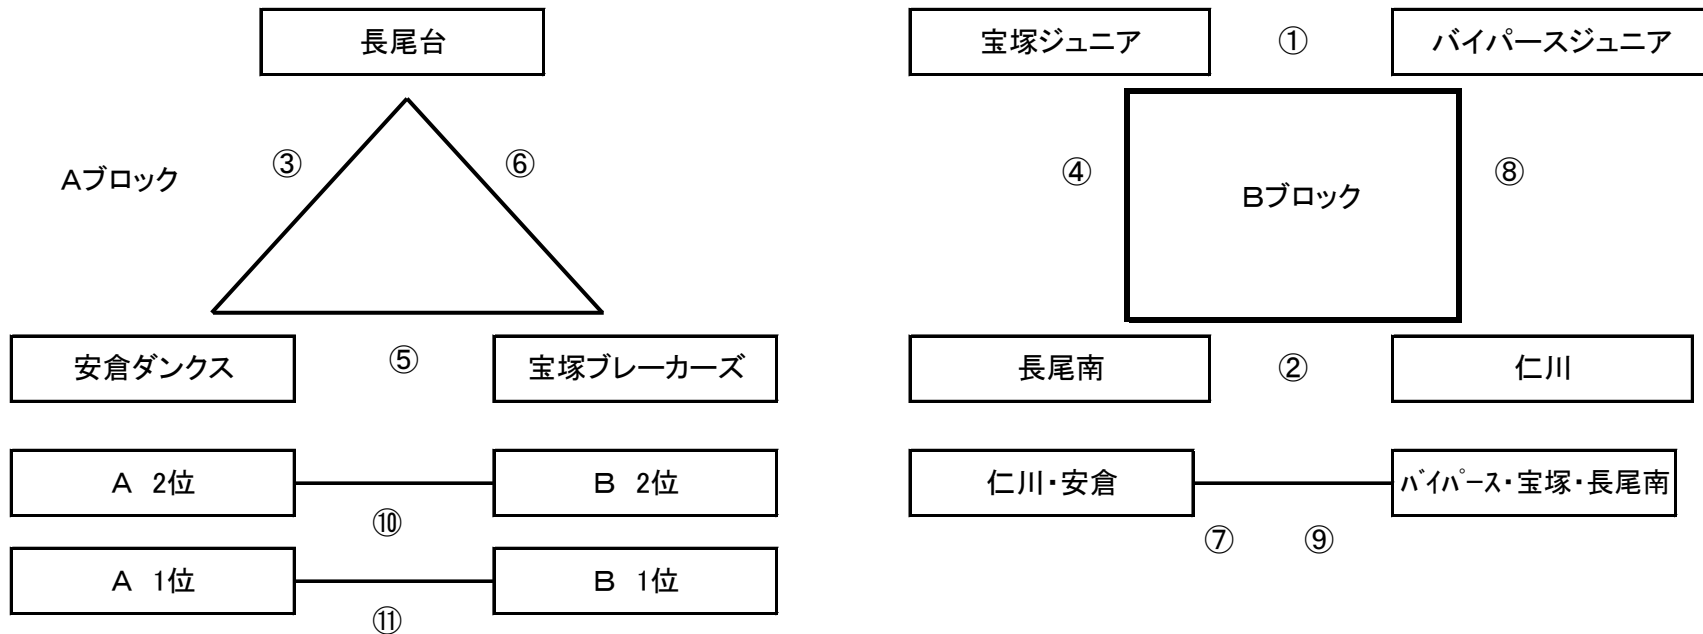 長尾台
宝塚ジュニア ① バイパースジュニア
Aブロック ③ ⑥
④ Bブロック ⑧
安倉ダンクス ⑤ 宝塚ブレーカーズ
長尾南 ② 仁川
A 2位 B 2位
⑩
仁川・安倉 バイパース・宝塚・長尾南
⑦ ⑨
A 1位 B 1位
⑪